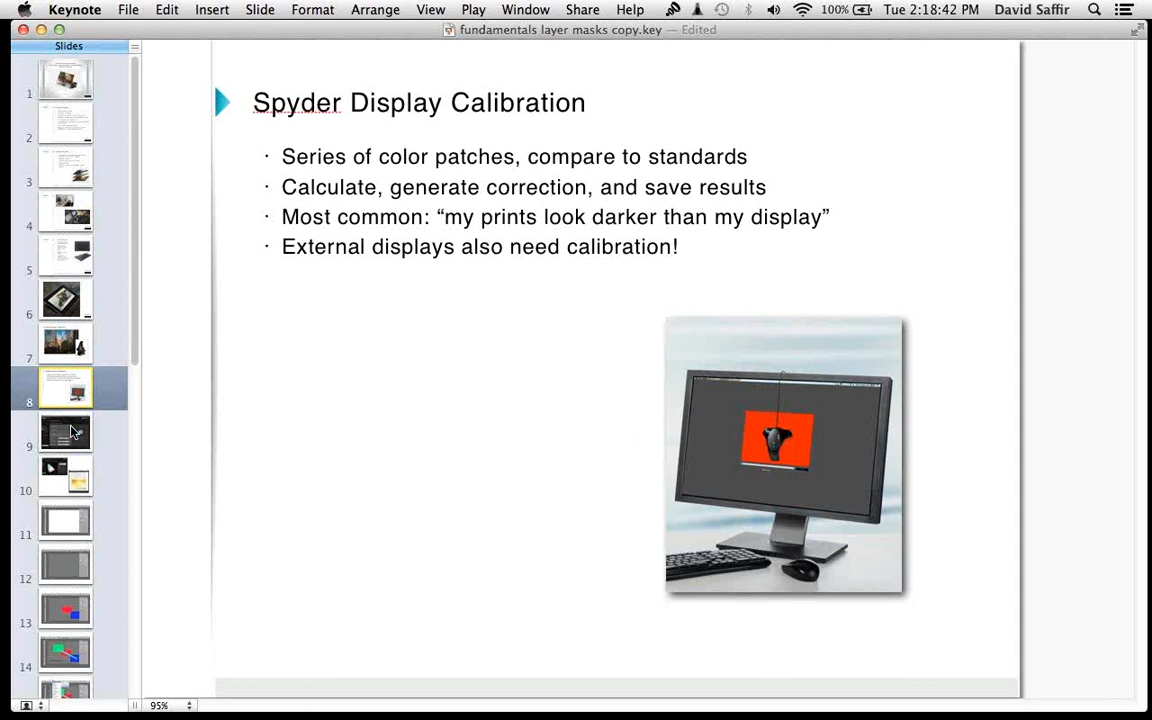 Keynote File Edit Insert Slide Format Arrange View Play Window Share Help 100% Tue 2:18:42 PM David Saffir
fundamentals layer masks copy.key — Edited
Slides
Spyder Display Calibration
· Series of color patches, compare to standards
· Calculate, generate correction, and save results
· Most common: “my prints look darker than my display”
· External displays also need calibration!
1
2
3
4
5
6
7
8
9
10
11
12
13
14
95%